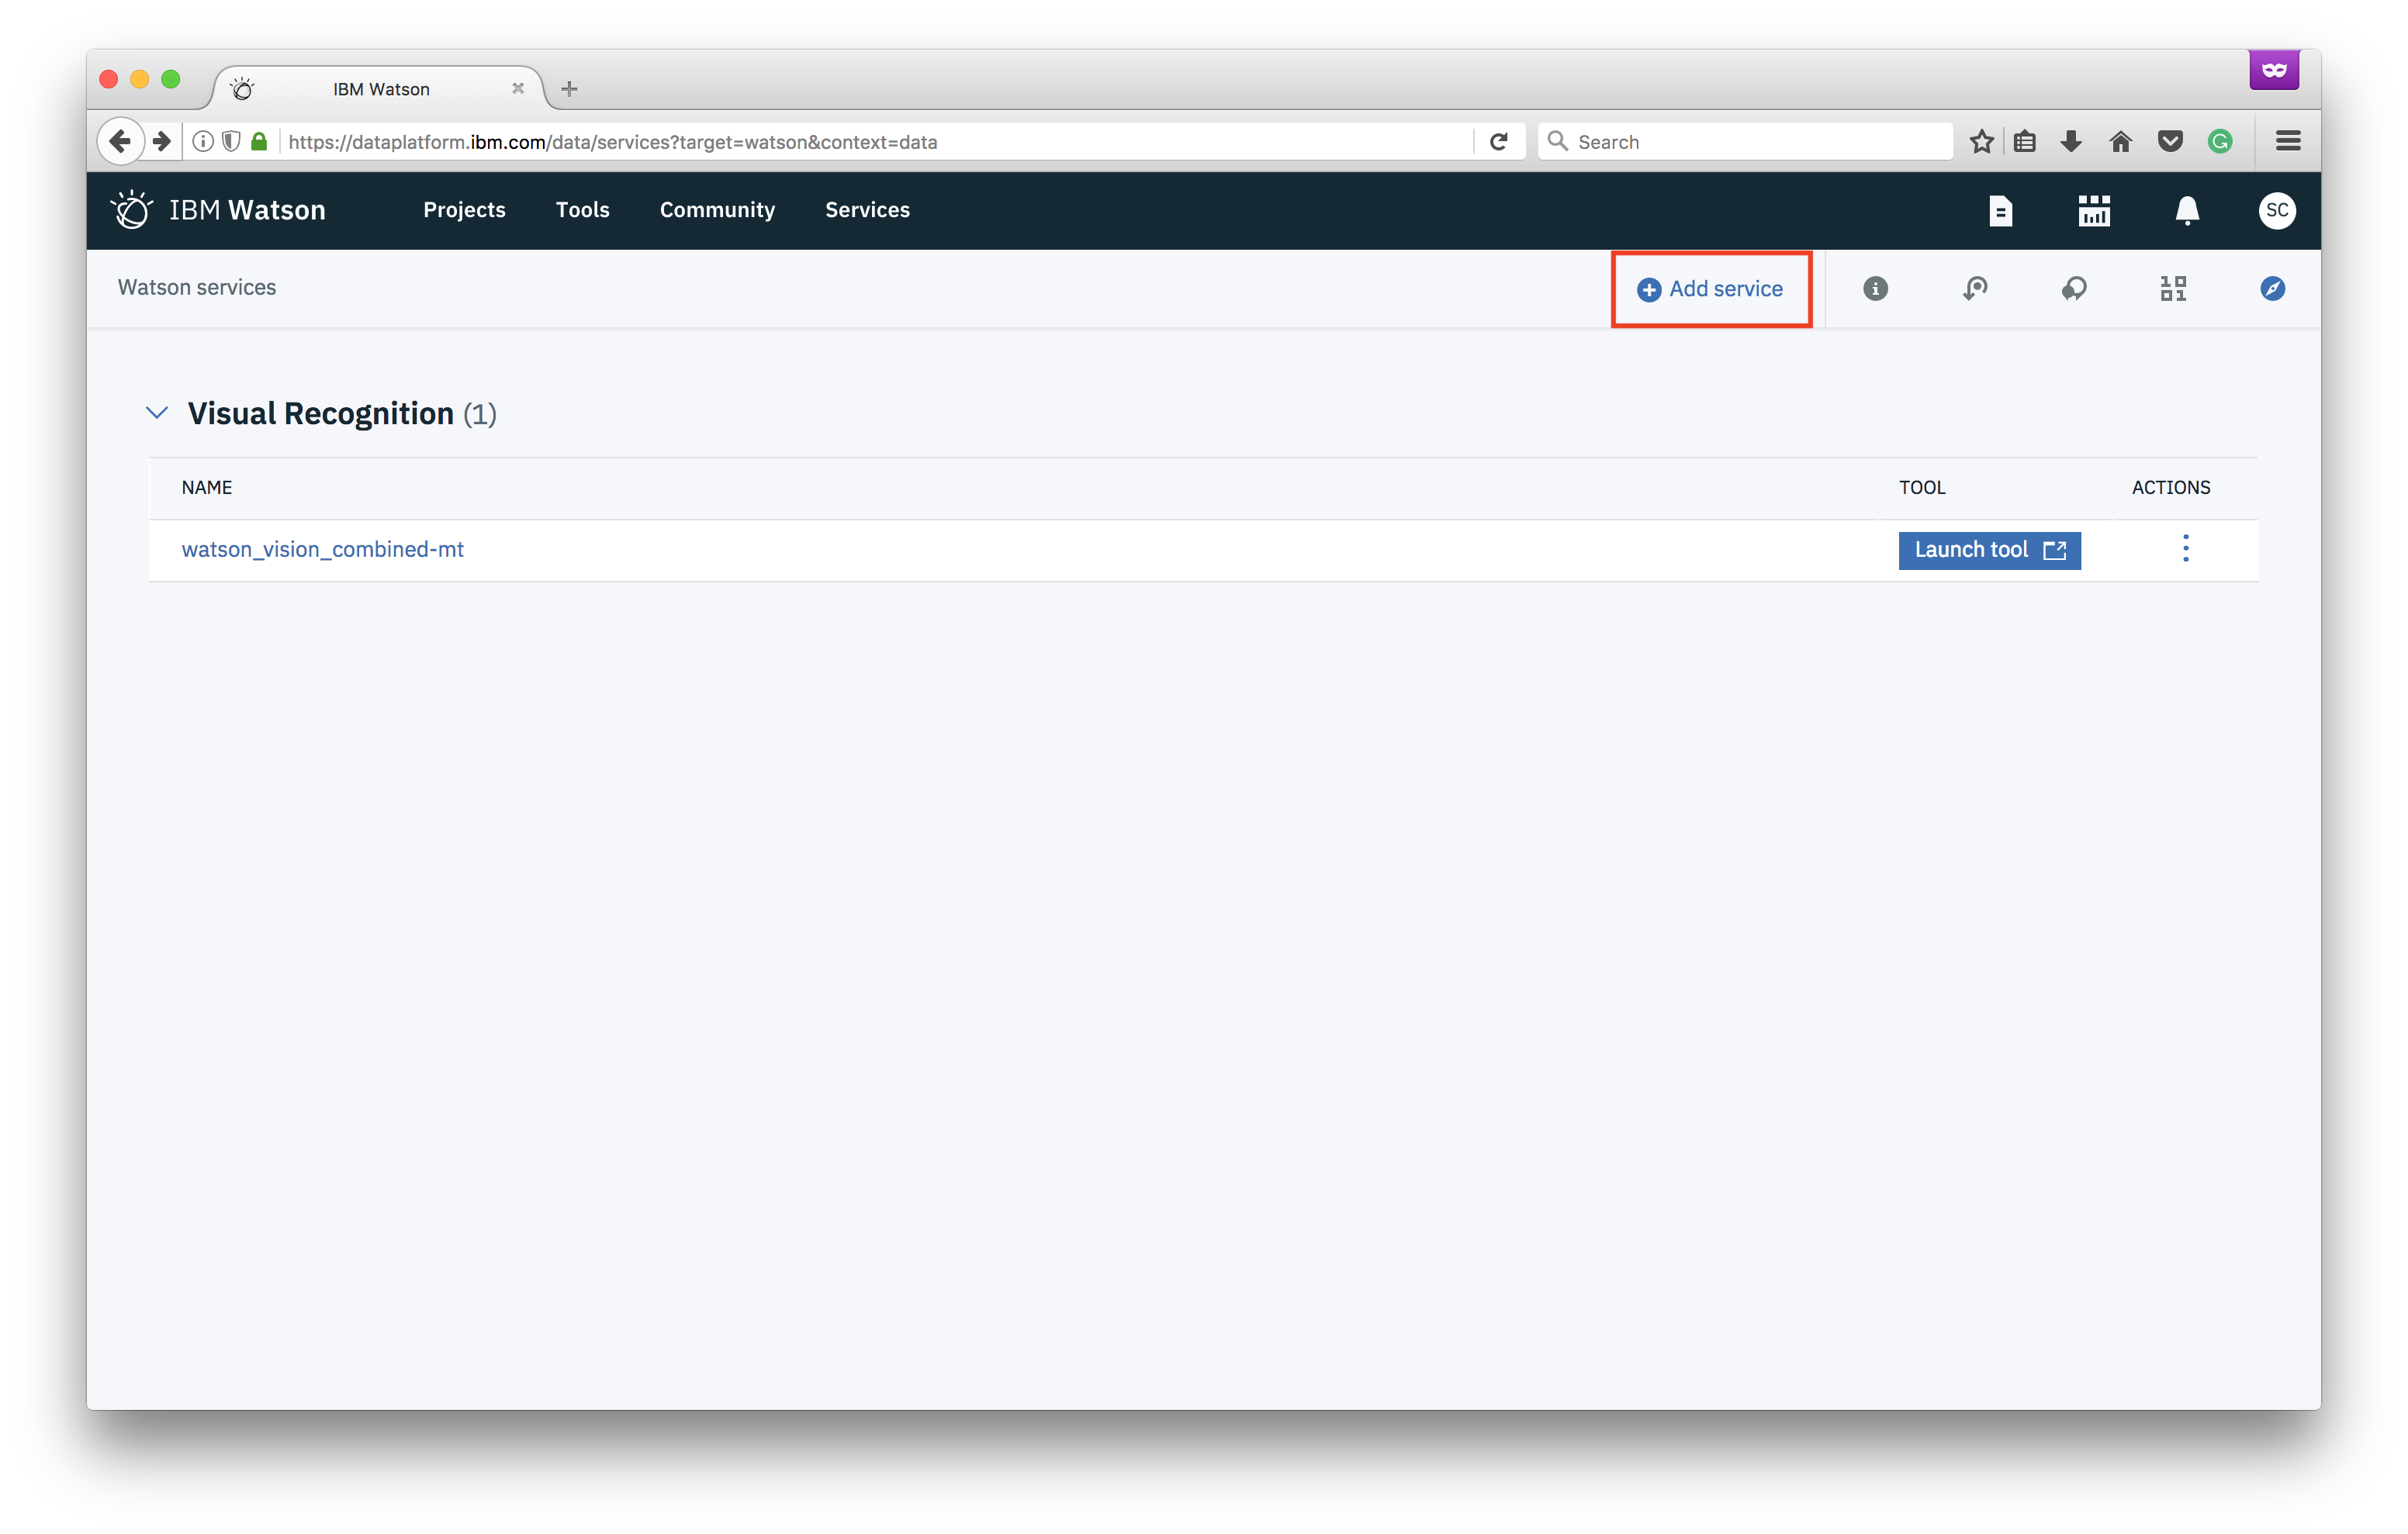 IBM Watson
https://dataplatform.ibm.com/data/services?target=watson&context=data
Search
IBM Watson Projects Tools Community Services SC
Watson services Add service
Visual Recognition (1)
NAME TOOL ACTIONS
watson_vision_combined-mt Launch tool